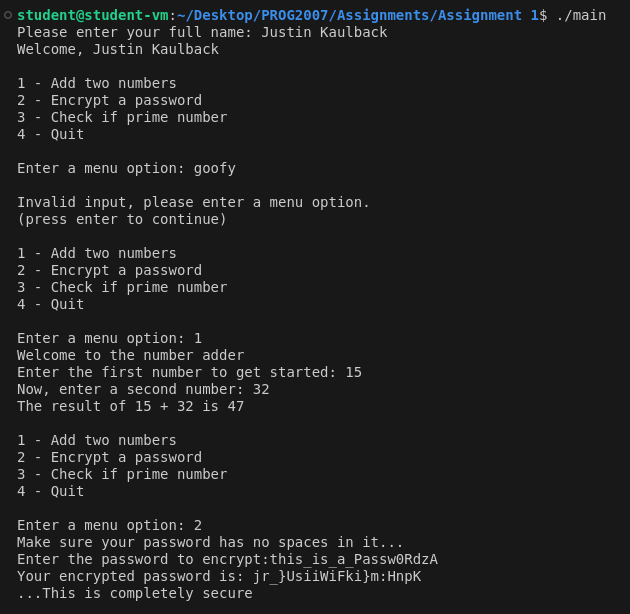 student@student-vm:~/Desktop/PROG2007/Assignments/Assignment 1$ ./main
Please enter your full name: Justin Kaulback
Welcome, Justin Kaulback
1 - Add two numbers
2 - Encrypt a password
3 - Check if prime number
4 - Quit
Enter a menu option: goofy
Invalid input, please enter a menu option.
(press enter to continue)
1 - Add two numbers
2 - Encrypt a password
3 - Check if prime number
4 - Quit
Enter a menu option: 1
Welcome to the number adder
Enter the first number to get started: 15
Now, enter a second number: 32
The result of 15 + 32 is 47
1 - Add two numbers
2 - Encrypt a password
3 - Check if prime number
4 - Quit
Enter a menu option: 2
Make sure your password has no spaces in it...
Enter the password to encrypt:this_is_a_Passw0RdzA
Your encrypted password is: jr_}UsiiWiFki}m:HnpK
...This is completely secure